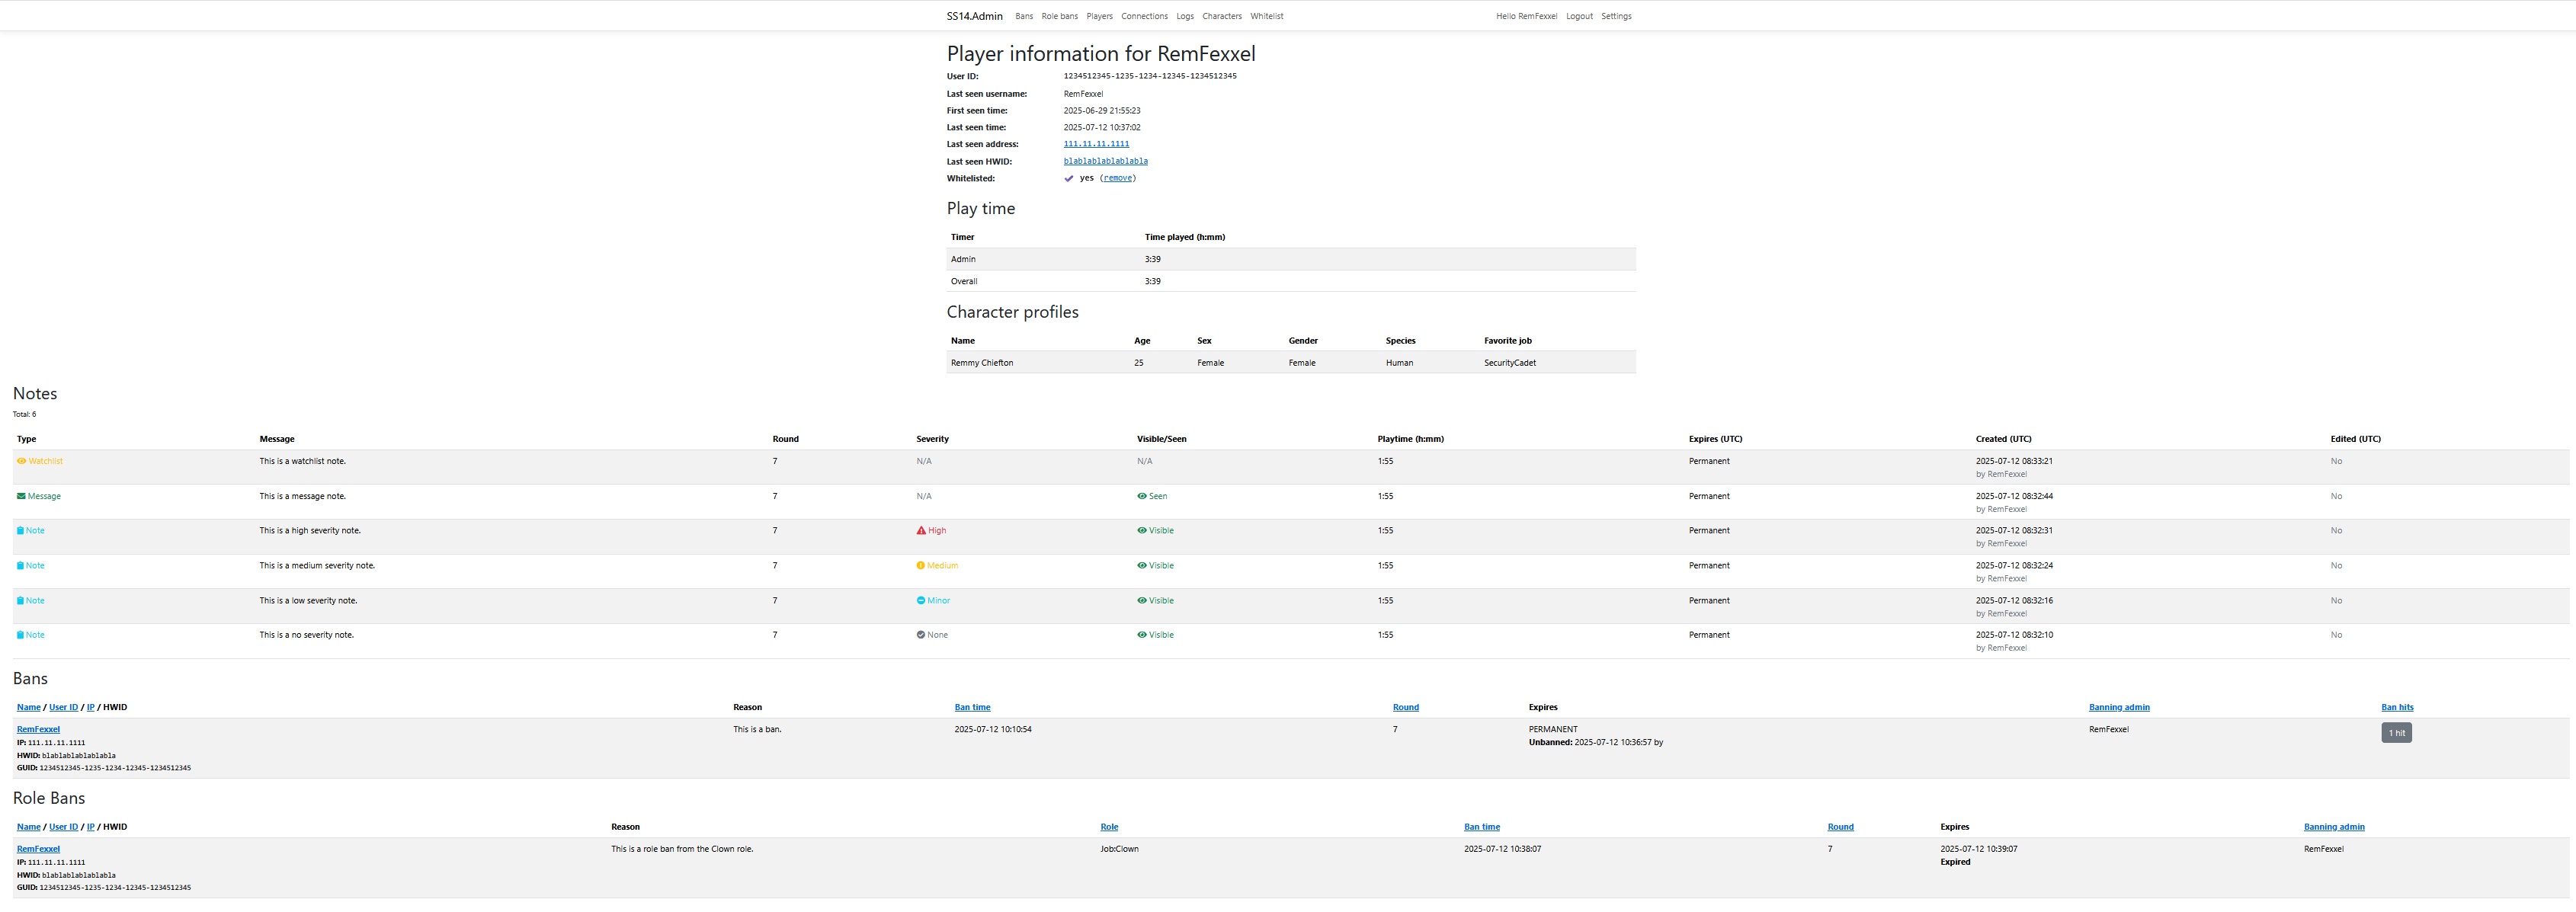 SS14.Admin Bans Role bans Players Connections Logs Characters Whitelist Hello RemFexxel Logout Settings
Player information for RemFexxel
User ID: 1234512345-1235-1234-12345-1234512345
Last seen username: RemFexxel
First seen time: 2025-06-29 21:55:23
Last seen time: 2025-07-12 10:37:02
Last seen address: 111.11.11.1111
Last seen HWID: blablablablablabla
Whitelisted: yes (remove)
Play time
Timer Time played (h:mm)
Admin 3:39
Overall 3:39
Character profiles
Name Age Sex Gender Species Favorite job
Remmy Chiefton 25 Female Female Human SecurityCadet
Notes
Total: 6
Type Message Round Severity Visible/Seen Playtime (h:mm) Expires (UTC) Created (UTC) Edited (UTC)
Watchlist This is a watchlist note. 7 N/A N/A 1:55 Permanent 2025-07-12 08:33:21 No
by RemFexxel
Message This is a message note. 7 N/A Seen 1:55 Permanent 2025-07-12 08:32:44 No
by RemFexxel
Note This is a high severity note. 7 High Visible 1:55 Permanent 2025-07-12 08:32:31 No
by RemFexxel
Note This is a medium severity note. 7 Medium Visible 1:55 Permanent 2025-07-12 08:32:24 No
by RemFexxel
Note This is a low severity note. 7 Minor Visible 1:55 Permanent 2025-07-12 08:32:16 No
by RemFexxel
Note This is a no severity note. 7 None Visible 1:55 Permanent 2025-07-12 08:32:10 No
by RemFexxel
Bans
Name / User ID / IP / HWID Reason Ban time Round Expires Banning admin Ban hits
RemFexxel This is a ban. 2025-07-12 10:10:54 7 PERMANENT RemFexxel 1 hit
IP: 111.11.11.1111 Unbanned: 2025-07-12 10:36:57 by
HWID: blablablablablabla
GUID: 1234512345-1235-1234-12345-1234512345
Role Bans
Name / User ID / IP / HWID Reason Role Ban time Round Expires Banning admin
RemFexxel This is a role ban from the Clown role. Job:Clown 2025-07-12 10:38:07 7 2025-07-12 10:39:07 RemFexxel
IP: 111.11.11.1111 Expired
HWID: blablablablablabla
GUID: 1234512345-1235-1234-12345-1234512345